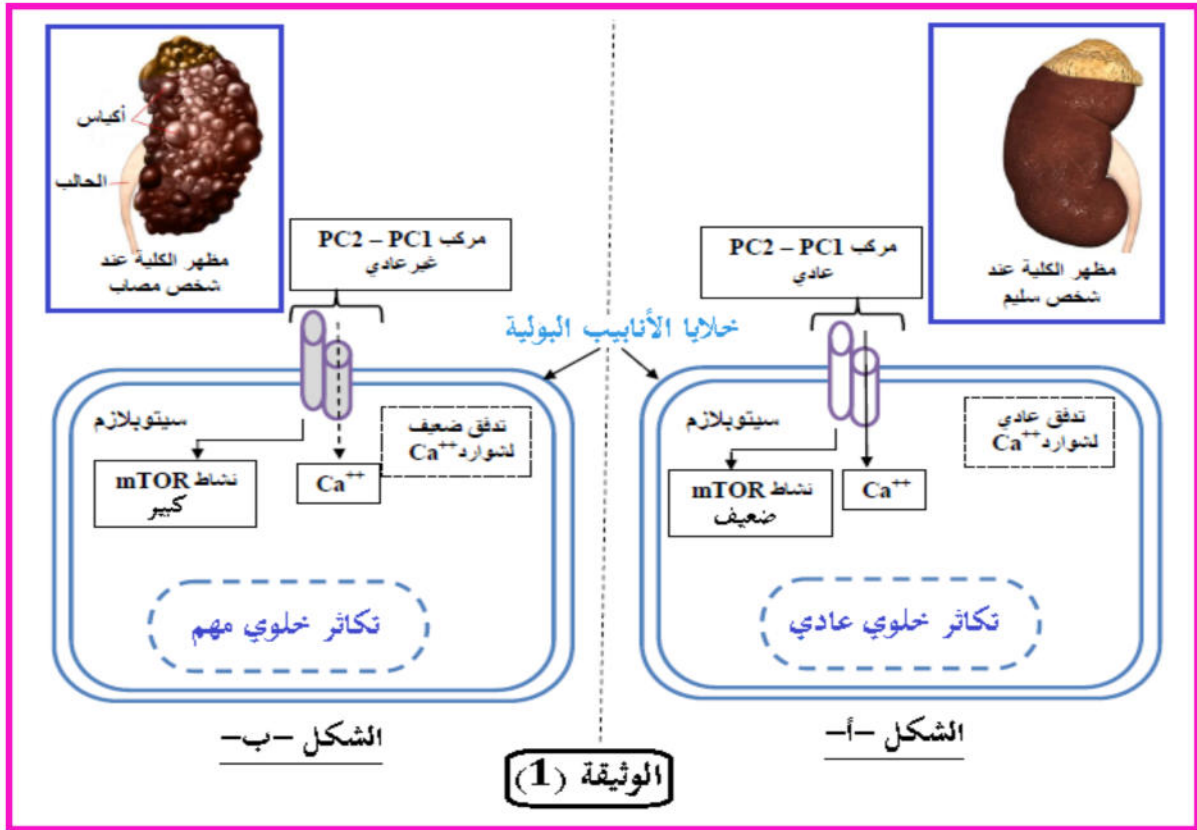 أكياس
الحالب
مظهر الكلية عند
شخص مصاب
مظهر الكلية عند
شخص سليم
مركب PC2 – PC1
غير عادي
مركب PC2 – PC1
عادي
خلايا الأنابيب البولية
سيتوبلازم
تدفق ضعيف
لشوارد Ca++
نشاط mTOR
كبير
Ca++
تكاثر خلوي مهم
سيتوبلازم
تدفق عادي
لشوارد Ca++
نشاط mTOR
ضعيف
Ca++
تكاثر خلوي عادي
الشكل –ب–
الشكل –أ–
الوثيقة (1)